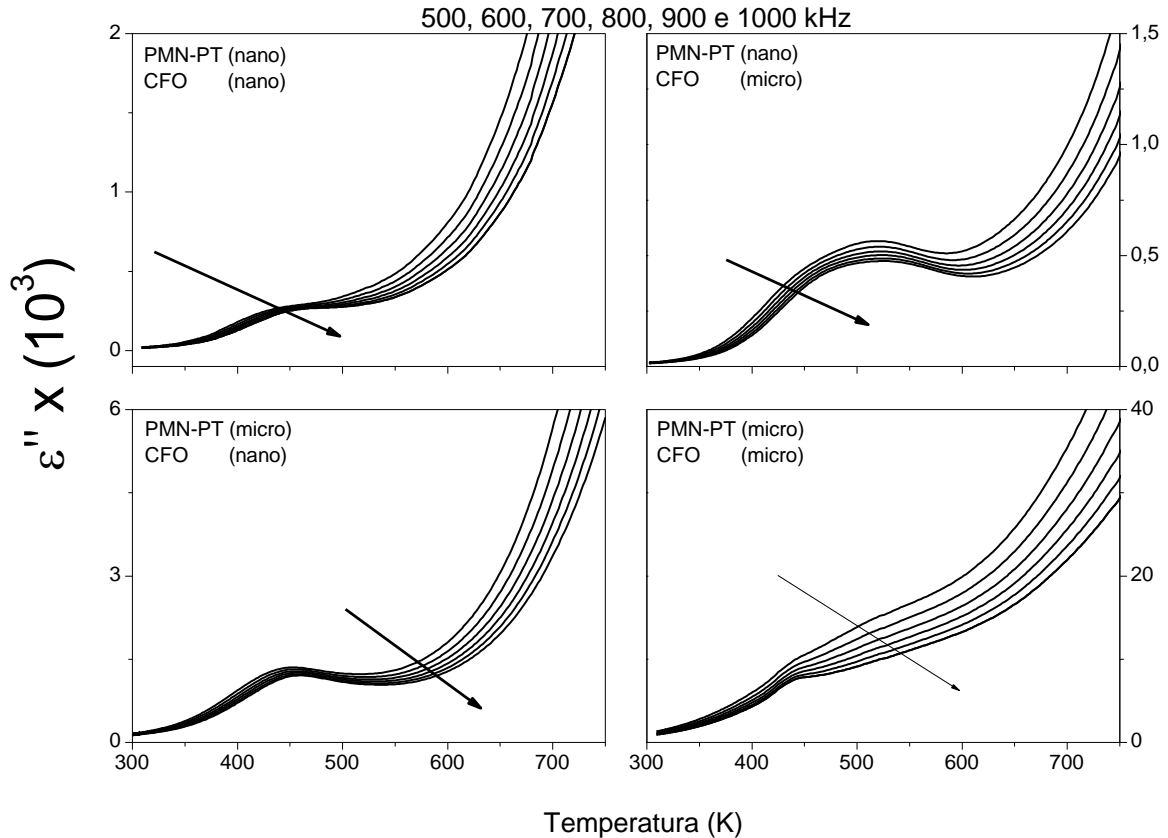 500, 600, 700, 800, 900 e 1000 kHz
ε'' x (10³)
PMN-PT (nano)
CFO (nano)
2
1
0
PMN-PT (nano)
CFO (micro)
1,5
1,0
0,5
0,0
PMN-PT (micro)
CFO (nano)
6
3
0
300 400 500 600 700
PMN-PT (micro)
CFO (micro)
40
20
0
300 400 500 600 700
Temperatura (K)